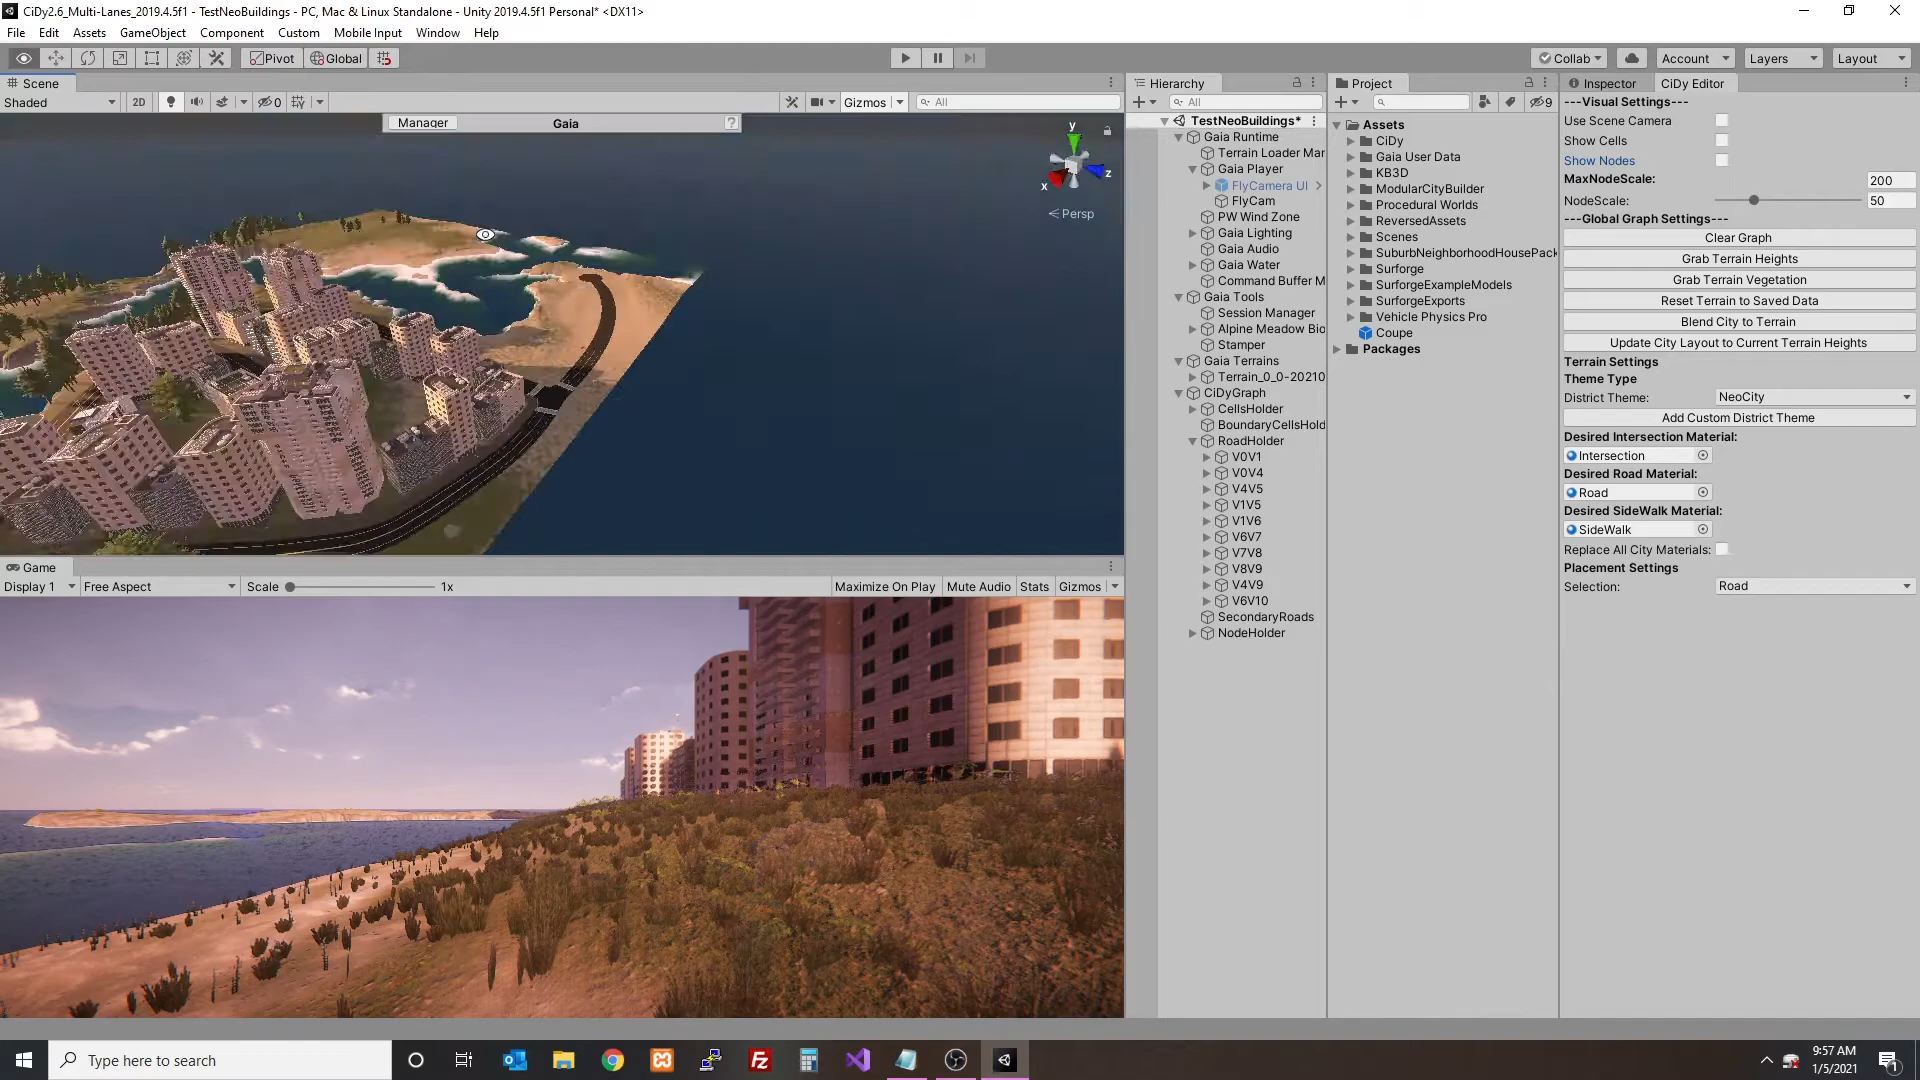 CiDy2.6_Multi-Lanes_2019.4.5f1 - TestNeoBuildings - PC, Mac & Linux Standalone - Unity 2019.4.5f1 Personal* <DX11>
File Edit Assets GameObject Component Custom Mobile Input Window Help
Pivot Global Collab Account Layers Layout
Scene
Shaded 2D 0 Gizmos All
Manager Gaia ?
y
x z
Persp
Game
Display 1 Free Aspect Scale 1x Maximize On Play Mute Audio Stats Gizmos
Hierarchy
All
TestNeoBuildings*
Gaia Runtime
Terrain Loader Mar
Gaia Player
FlyCamera UI
FlyCam
PW Wind Zone
Gaia Lighting
Gaia Audio
Gaia Water
Command Buffer M
Gaia Tools
Session Manager
Alpine Meadow Bio
Stamper
Gaia Terrains
Terrain_0_0-20210
CiDyGraph
CellsHolder
BoundaryCellsHold
RoadHolder
V0V1
V0V4
V4V5
V1V5
V1V6
V6V7
V7V8
V8V9
V4V9
V6V10
SecondaryRoads
NodeHolder
Project
9
Assets
CiDy
Gaia User Data
KB3D
ModularCityBuilder
Procedural Worlds
ReversedAssets
Scenes
SuburbNeighborhoodHousePack
Surforge
SurforgeExampleModels
SurforgeExports
Vehicle Physics Pro
Coupe
Packages
Inspector CiDy Editor
---Visual Settings---
Use Scene Camera
Show Cells
Show Nodes
MaxNodeScale: 200
NodeScale: 50
---Global Graph Settings---
Clear Graph
Grab Terrain Heights
Grab Terrain Vegetation
Reset Terrain to Saved Data
Blend City to Terrain
Update City Layout to Current Terrain Heights
Terrain Settings
Theme Type
District Theme: NeoCity
Add Custom District Theme
Desired Intersection Material:
Intersection
Desired Road Material:
Road
Desired SideWalk Material:
SideWalk
Replace All City Materials:
Placement Settings
Selection: Road
Type here to search
9:57 AM
1/5/2021
1